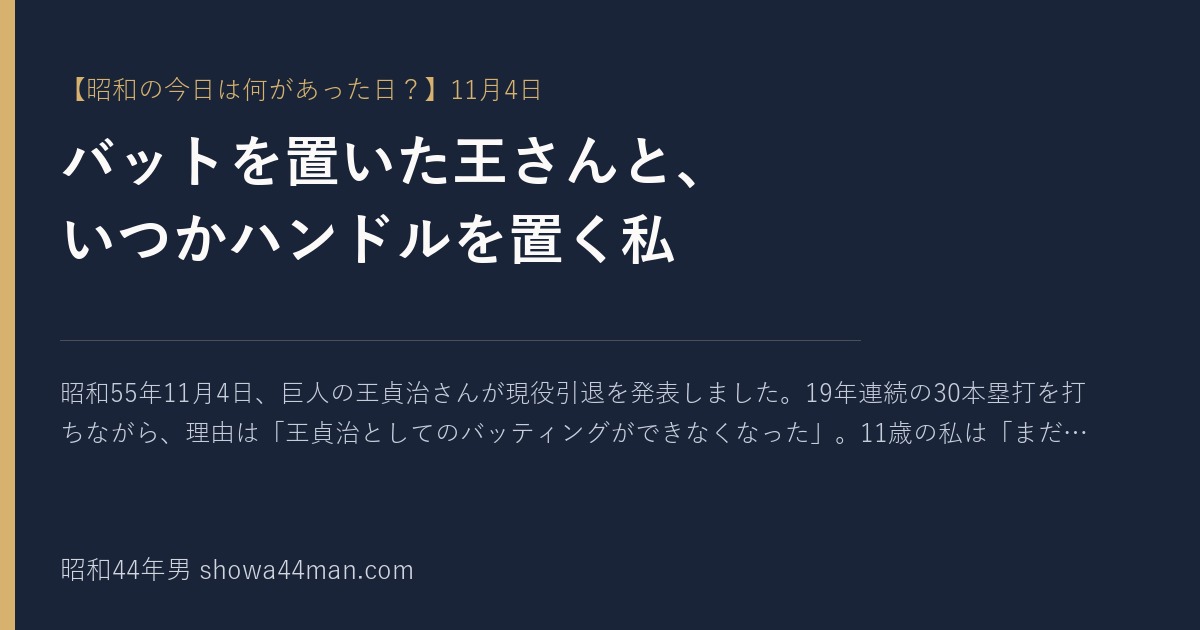 【昭和の今日は何があった日？】11月4日
バットを置いた王さんと、
いつかハンドルを置く私
昭和55年11月4日、巨人の王貞治さんが現役引退を発表しました。19年連続の30本塁打を打
ちながら、理由は「王貞治としてのバッティングができなくなった」。11歳の私は「まだ…
昭和44年男 showa44man.com